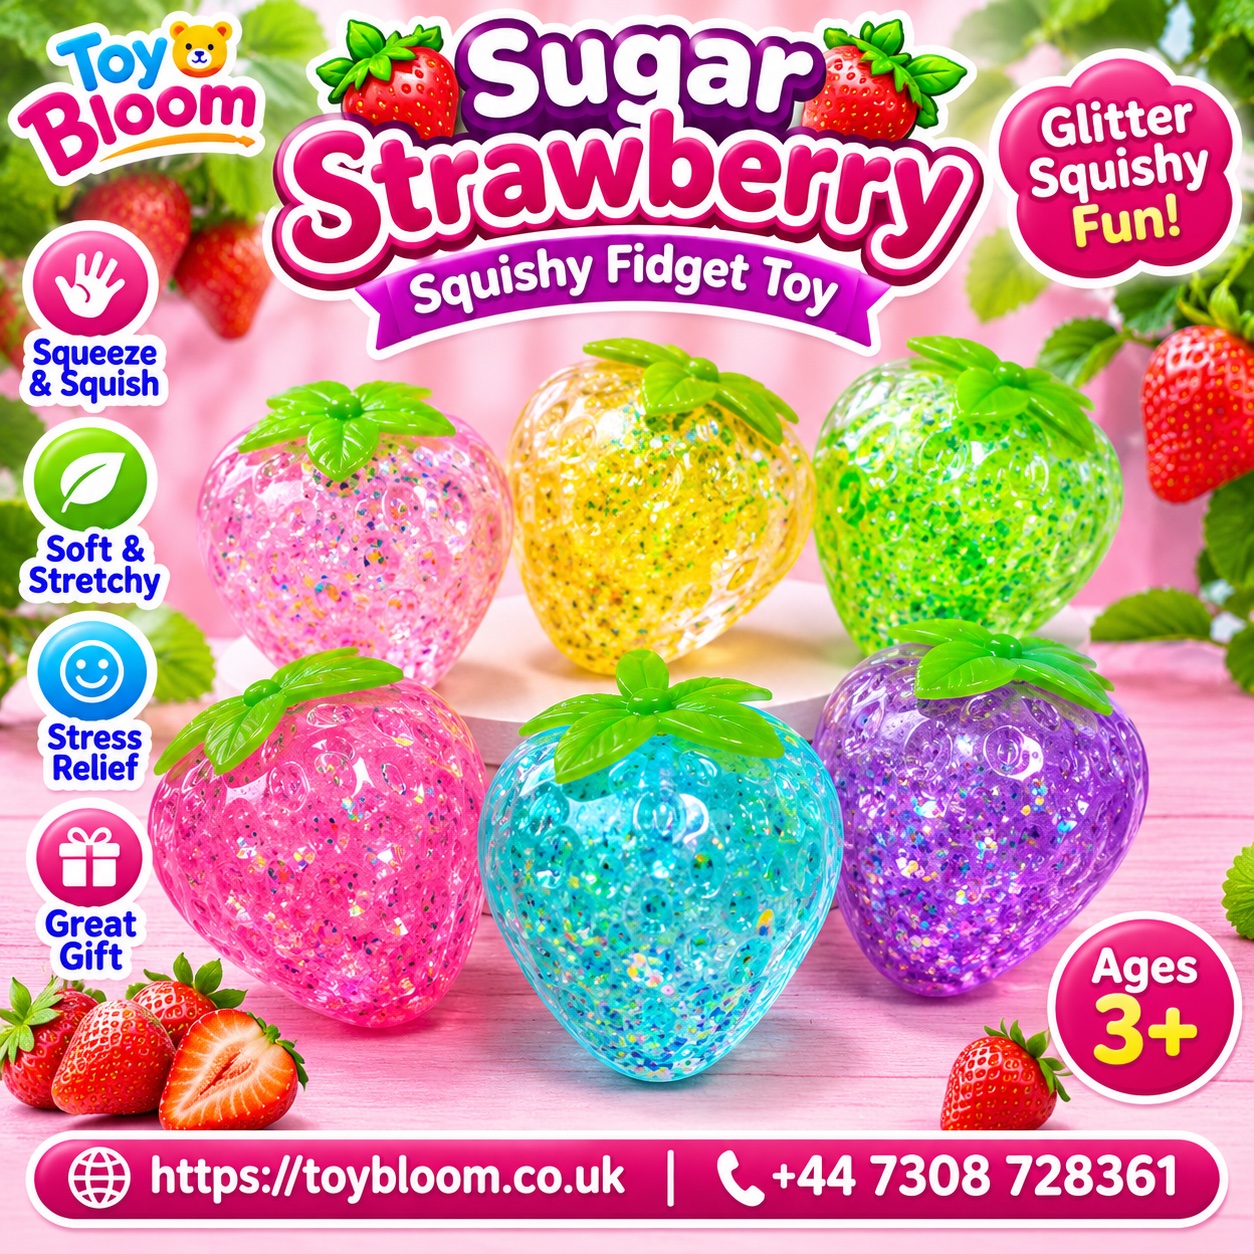 Toy
Bloom
Sugar
Strawberry
Squishy Fidget Toy
Glitter
Squishy
Fun!
Squeeze
& Squish
Soft &
Stretchy
Stress
Relief
Great
Gift
Ages
3+
https://toybloom.co.uk | +44 7308 728361